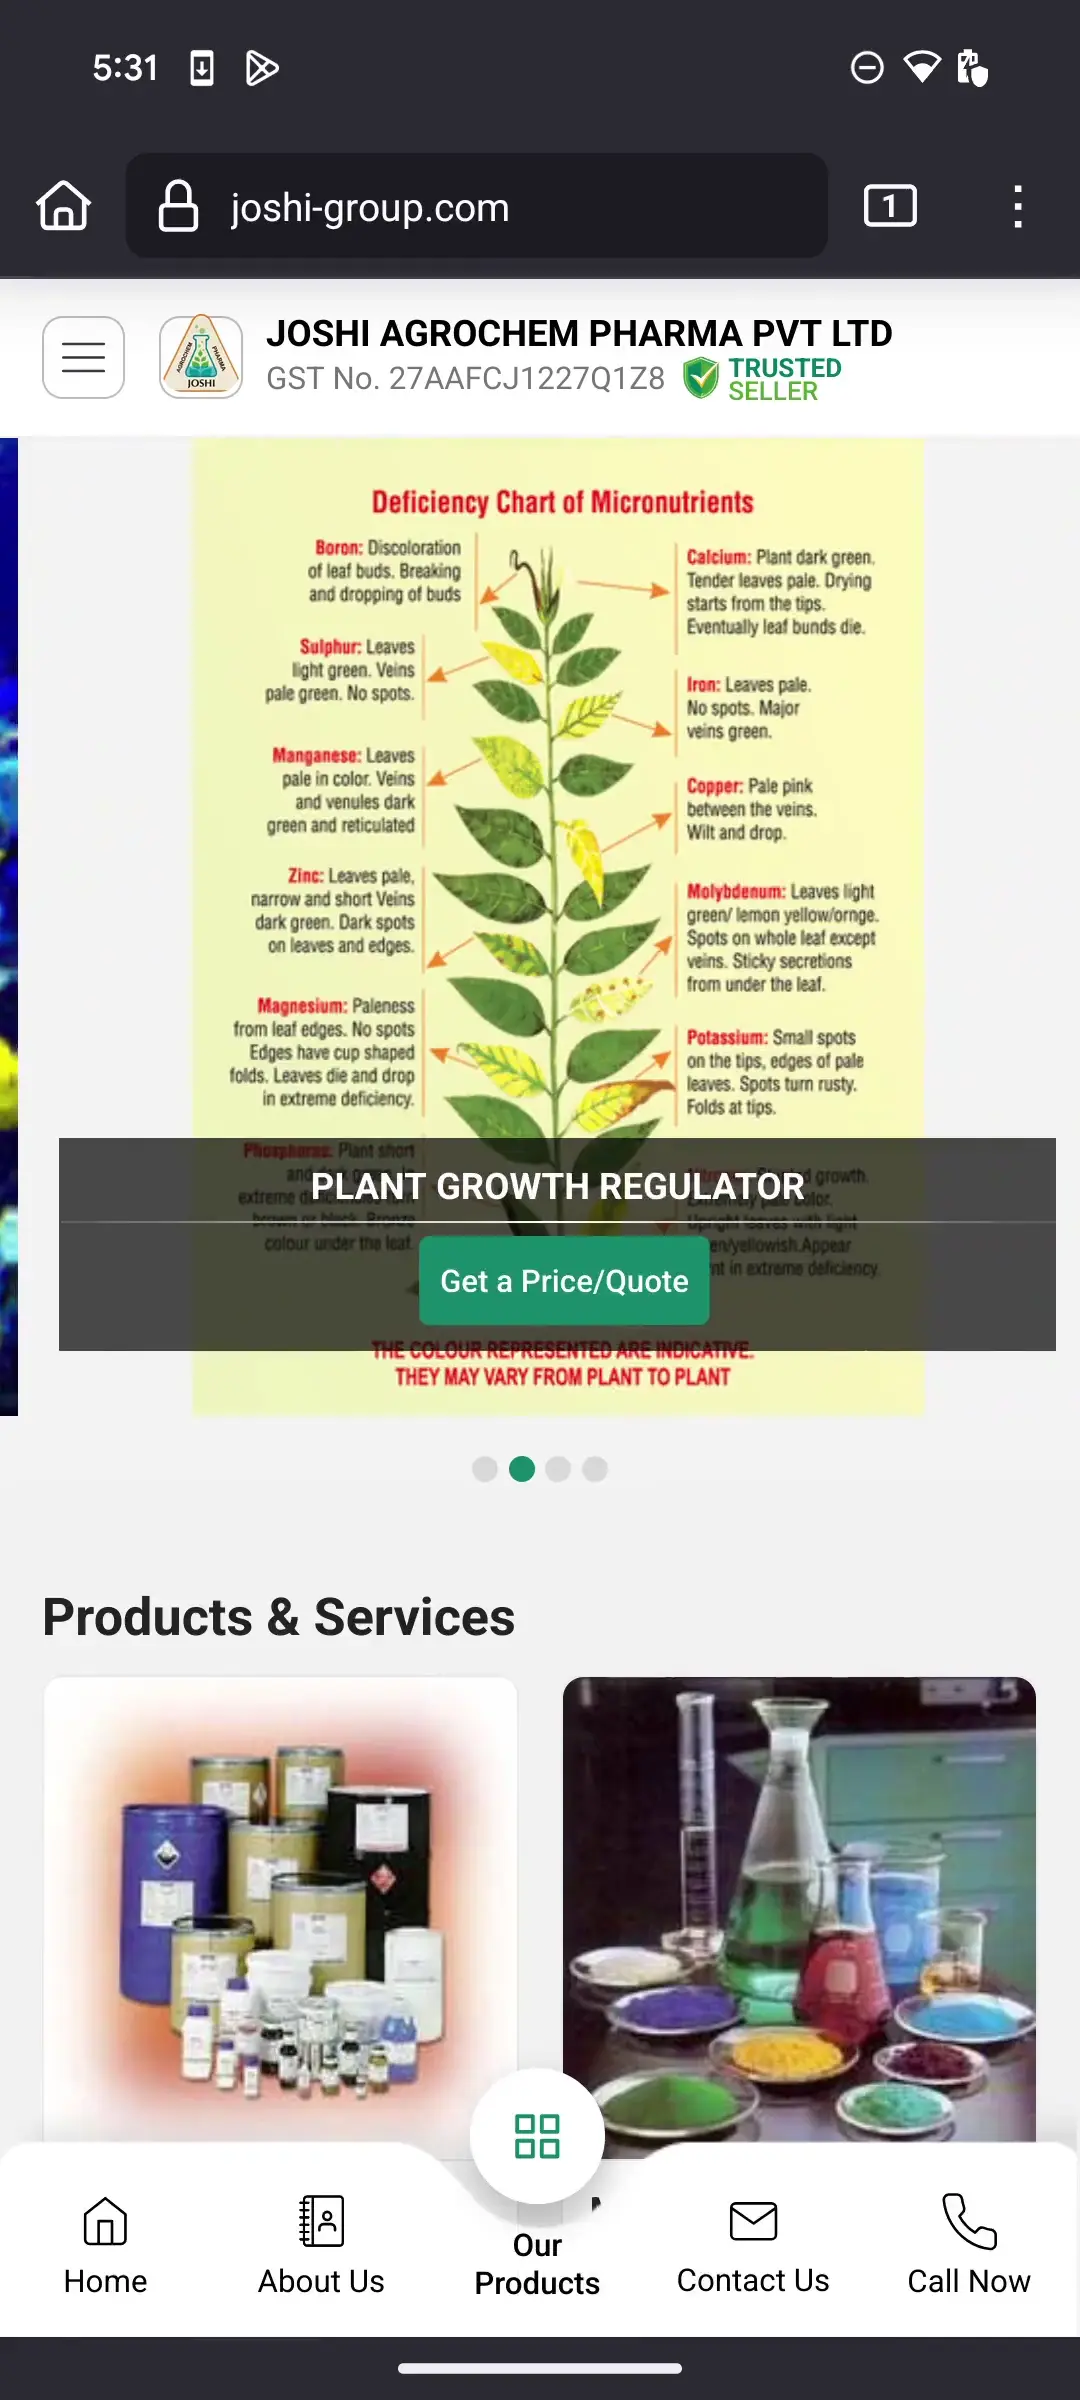 5:31
joshi-group.com
1
JOSHI AGROCHEM PHARMA PVT LTD
GST No. 27AAFCJ1227Q1Z8
TRUSTED
SELLER
AGROCHEM
PHARMA
JOSHI
Deficiency Chart of Micronutrients
Boron: Discoloration
of leaf buds. Breaking
and dropping of buds
Sulphur: Leaves
light green. Veins
pale green. No spots.
Manganese: Leaves
pale in color. Veins
and venules dark
green and reticulated
Zinc: Leaves pale,
narrow and short Veins
dark green. Dark spots
on leaves and edges.
Magnesium: Paleness
from leaf edges. No spots
Edges have cup shaped
folds. Leaves die and drop
in extreme deficiency.
Phosphorus: Plant short
and dark green. In
extreme
brown or black. Bronze
colour under the leaf.
Calcium: Plant dark green.
Tender leaves pale. Drying
starts from the tips.
Eventually leaf bunds die.
Iron: Leaves pale.
No spots. Major
veins green.
Copper: Pale pink
between the veins.
Wilt and drop.
Molybdenum: Leaves light
green/ lemon yellow/ornge.
Spots on whole leaf except
veins. Sticky secretions
from under the leaf.
Potassium: Small spots
on the tips, edges of pale
leaves. Spots turn rusty.
Folds at tips.
growth.
Extremely pale color.
Upright leaves with light
en/yellowish.Appear
nt in extreme deficiency.
PLANT GROWTH REGULATOR
Get a Price/Quote
THE COLOUR REPRESENTED ARE INDICATIVE.
THEY MAY VARY FROM PLANT TO PLANT
Products & Services
Home
About Us
Our
Products
Contact Us
Call Now